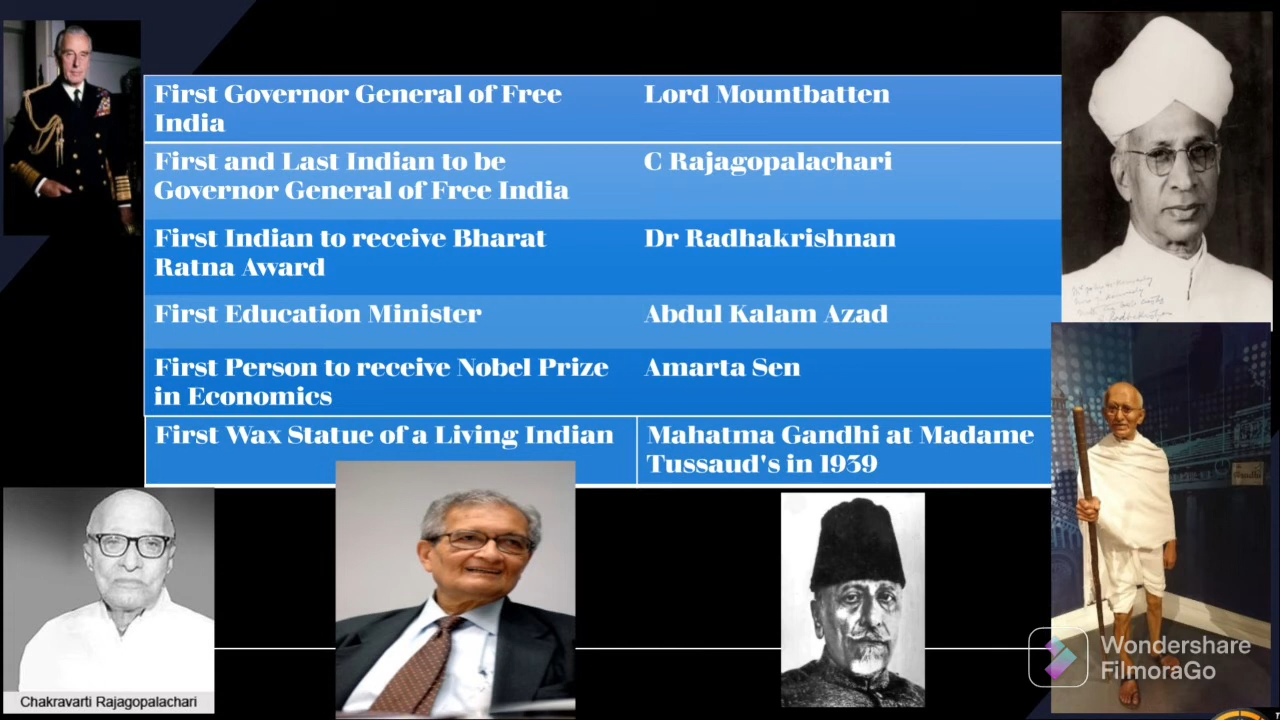 First Governor General of Free
India
Lord Mountbatten
First and Last Indian to be
Governor General of Free India
C Rajagopalachari
First Indian to receive Bharat
Ratna Award
Dr Radhakrishnan
First Education Minister
Abdul Kalam Azad
First Person to receive Nobel Prize
in Economics
Amarta Sen
First Wax Statue of a Living Indian
Mahatma Gandhi at Madame
Tussaud's in 1939
Chakravarti Rajagopalachari
Wondershare
FilmoraGo